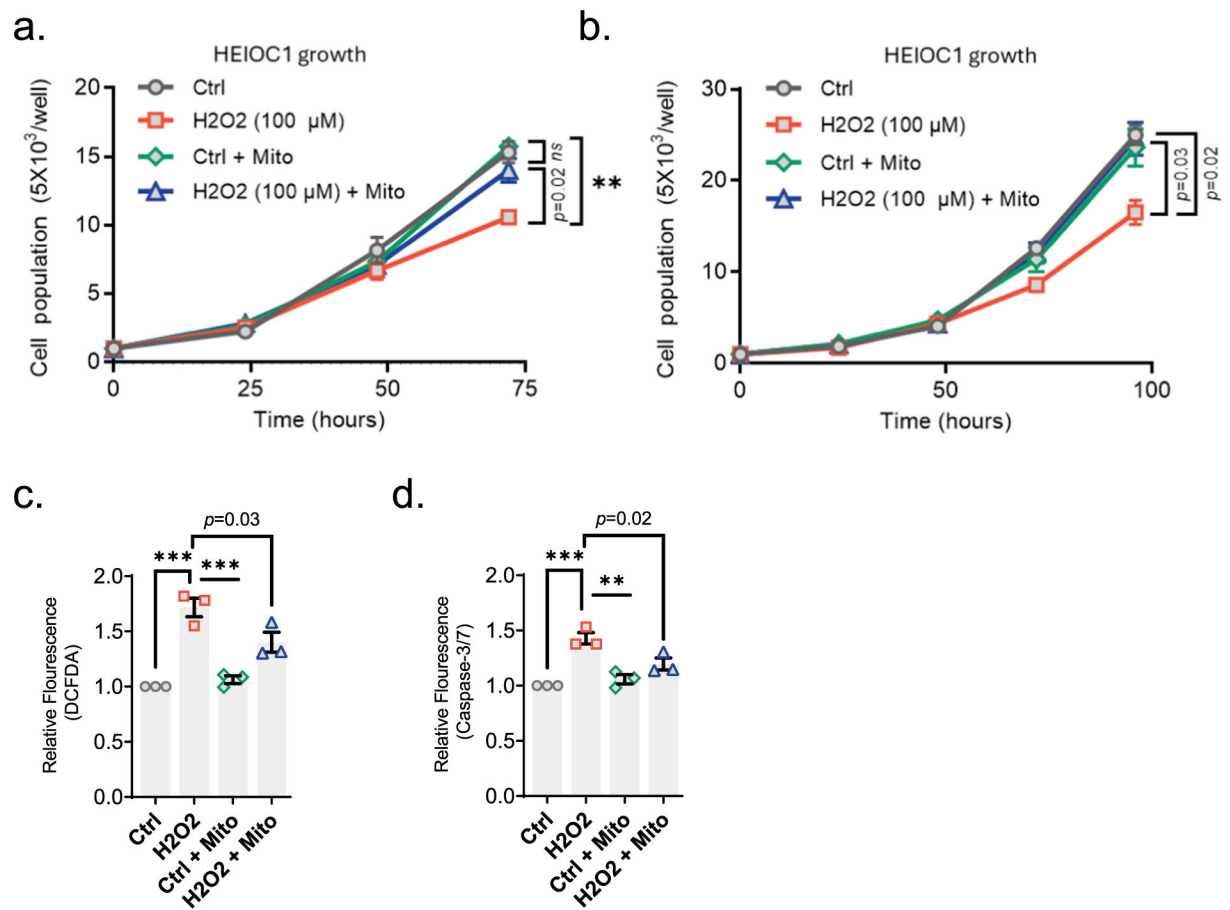 a.
HEIOC1 growth
Cell population (5X10³/well)
20
15
10
5
0
0
25
50
75
Time (hours)
Ctrl
H2O2 (100 µM)
Ctrl + Mito
H2O2 (100 µM) + Mito
ns
p=0.02
**
b.
HEIOC1 growth
Cell population (5X10³/well)
30
20
10
0
0
50
100
Time (hours)
Ctrl
H2O2 (100 µM)
Ctrl + Mito
H2O2 (100 µM) + Mito
p=0.03
p=0.02
c.
p=0.03
***
***
Relative Flourescence
(DCFDA)
2.0
1.5
1.0
0.5
0.0
Ctrl
H2O2
Ctrl + Mito
H2O2 + Mito
d.
p=0.02
***
**
Relative Flourescence
(Caspase-3/7)
2.0
1.5
1.0
0.5
0.0
Ctrl
H2O2
Ctrl + Mito
H2O2 + Mito